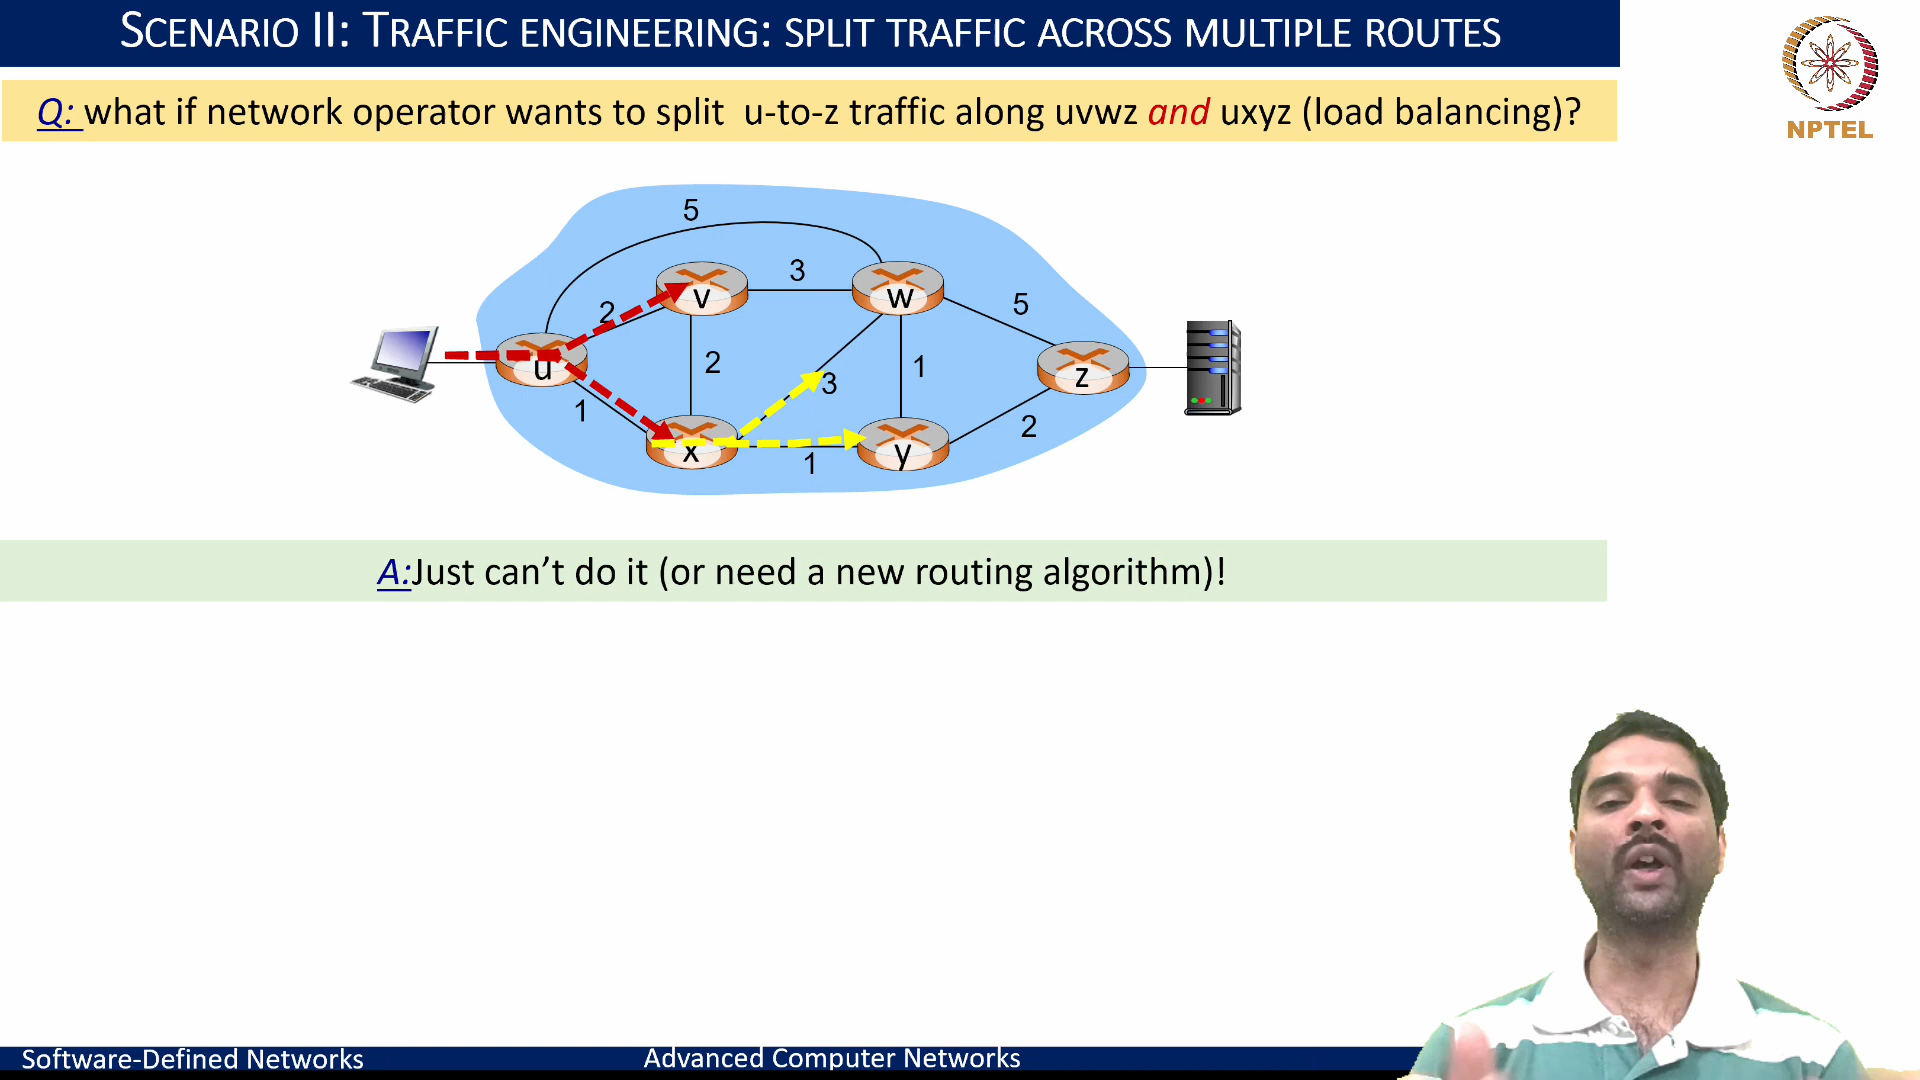 SCENARIO II: TRAFFIC ENGINEERING: SPLIT TRAFFIC ACROSS MULTIPLE ROUTES
NPTEL
Q: what if network operator wants to split u-to-z traffic along uvwz and uxyz (load balancing)?
5
v
3
w
2
5
u
2
3
1
z
1
x
1
y
2
A:Just can't do it (or need a new routing algorithm)!
Software-Defined Networks
Advanced Computer Networks